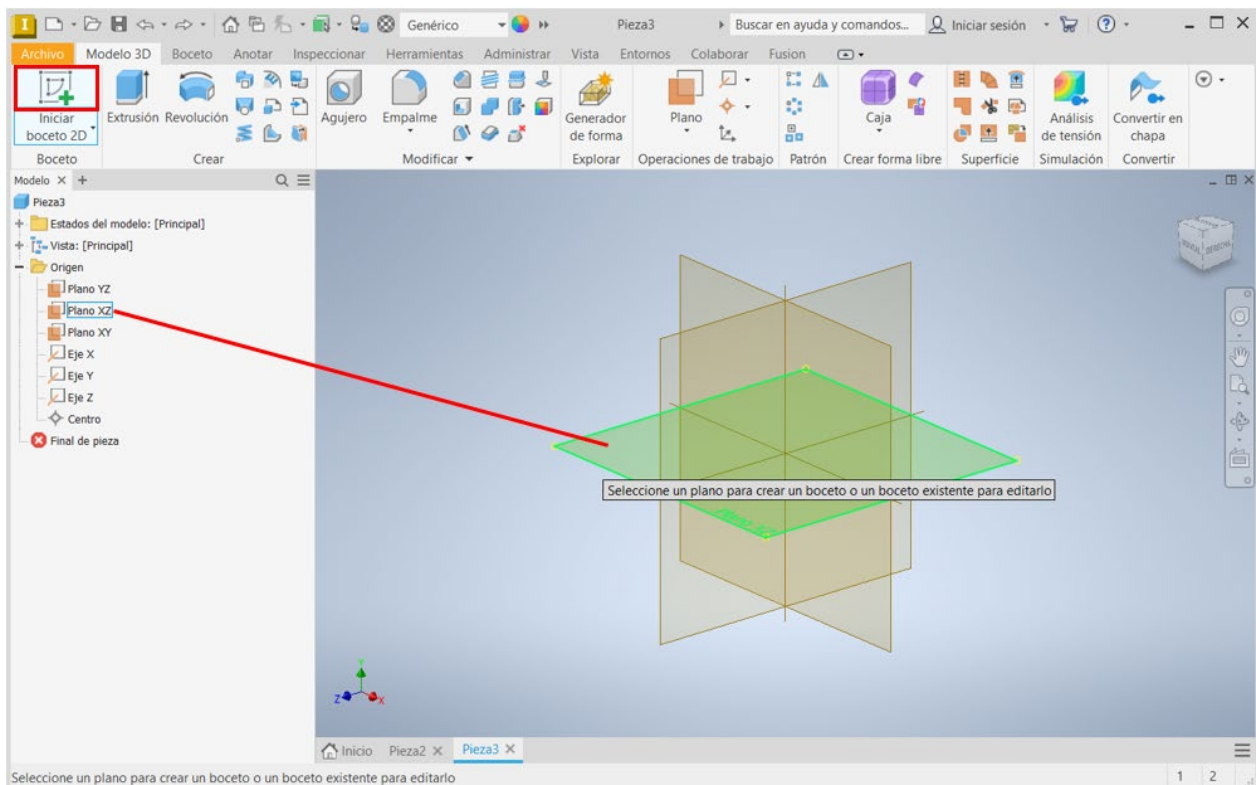 Genérico
Pieza3
Buscar en ayuda y comandos...
Iniciar sesión
Archivo Modelo 3D Boceto Anotar Inspeccionar Herramientas Administrar Vista Entornos Colaborar Fusion
Iniciar
boceto 2D
Extrusión
Revolución
Agujero
Empalme
Generador
de forma
Plano
Caja
Análisis
de tensión
Convertir en
chapa
Boceto Crear Modificar Explorar Operaciones de trabajo Patrón Crear forma libre Superficie Simulación Convertir
Modelo
Pieza3
Estados del modelo: [Principal]
Vista: [Principal]
Origen
Plano YZ
Plano XZ
Plano XY
Eje X
Eje Y
Eje Z
Centro
Final de pieza
Seleccione un plano para crear un boceto o un boceto existente para editarlo
Plano XZ
Y
Z
X
Inicio Pieza2 Pieza3
Seleccione un plano para crear un boceto o un boceto existente para editarlo
1 2